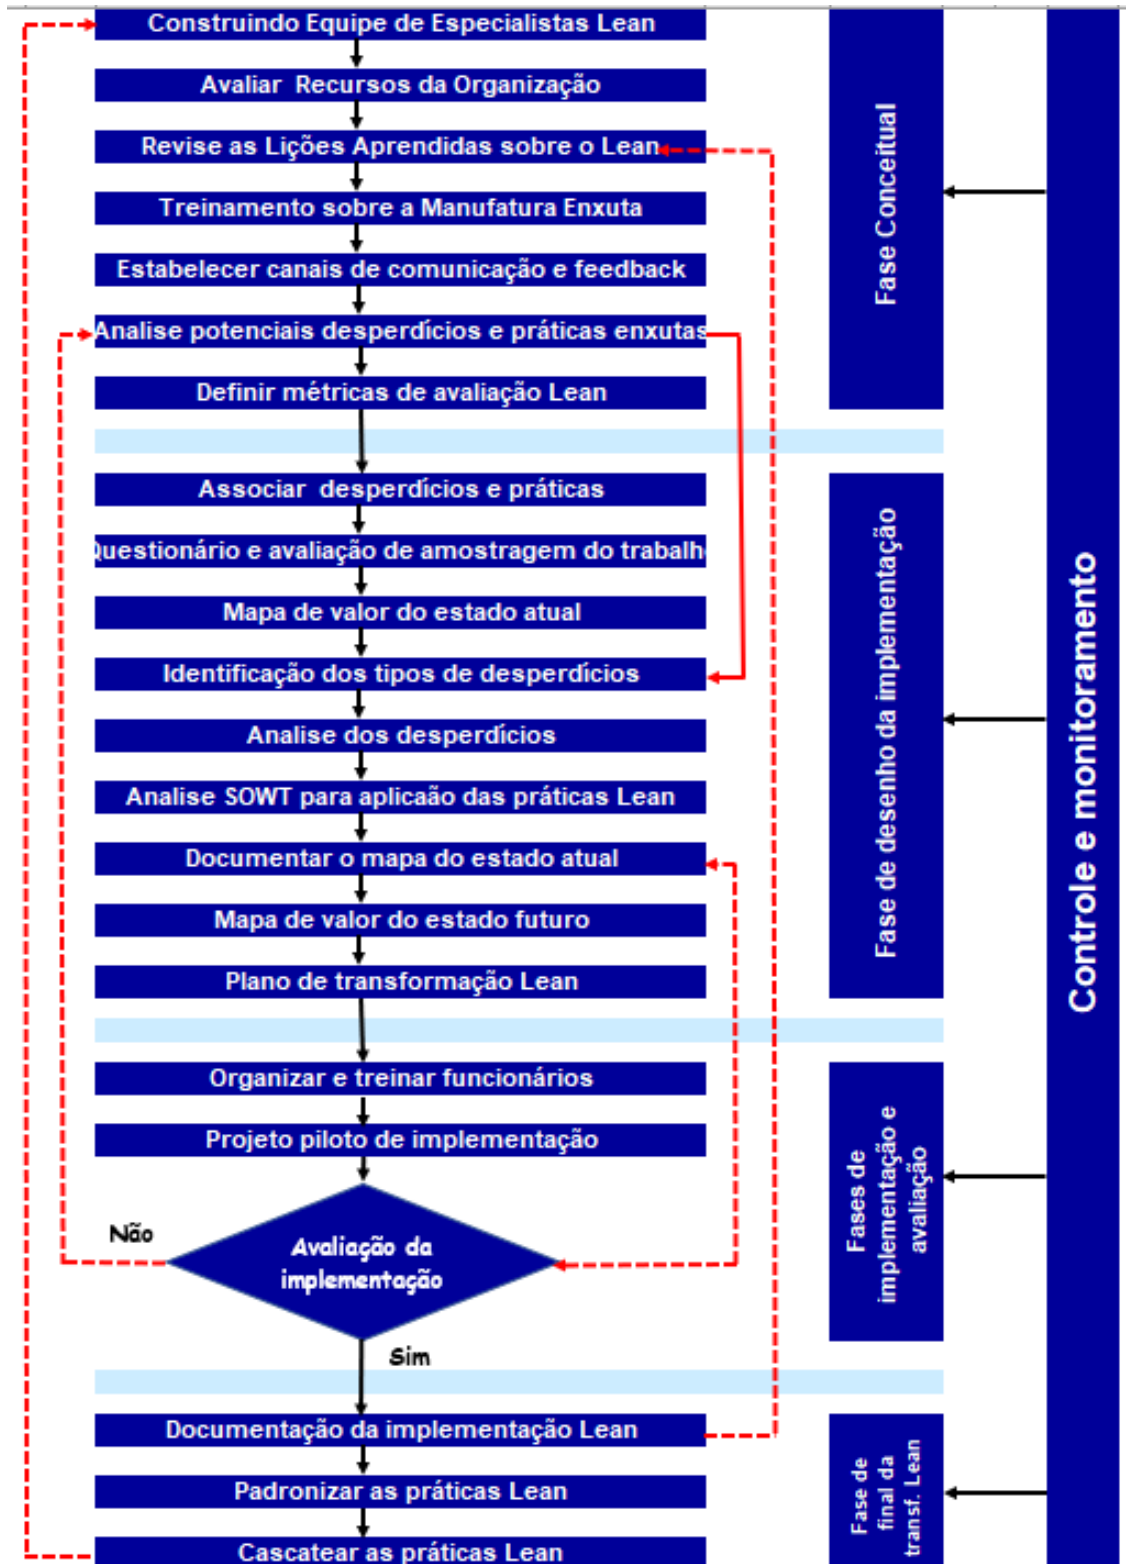 Construindo Equipe de Especialistas Lean
Avaliar Recursos da Organização
Revise as Lições Aprendidas sobre o Lean
Treinamento sobre a Manufatura Enxuta
Estabelecer canais de comunicação e feedback
Analise potenciais desperdícios e práticas enxutas
Definir métricas de avaliação Lean
Fase Conceitual
Associar desperdícios e práticas
Questionário e avaliação de amostragem do trabalho
Mapa de valor do estado atual
Identificação dos tipos de desperdícios
Analise dos desperdícios
Analise SOWT para aplicaão das práticas Lean
Documentar o mapa do estado atual
Mapa de valor do estado futuro
Plano de transformação Lean
Fase de desenho da implementação
Organizar e treinar funcionários
Projeto piloto de implementação
Não
Avaliação da
implementação
Sim
Fases de
implementação e
avaliação
Documentação da implementação Lean
Padronizar as práticas Lean
Cascatear as práticas Lean
Fase de
final da
transf. Lean
Controle e monitoramento